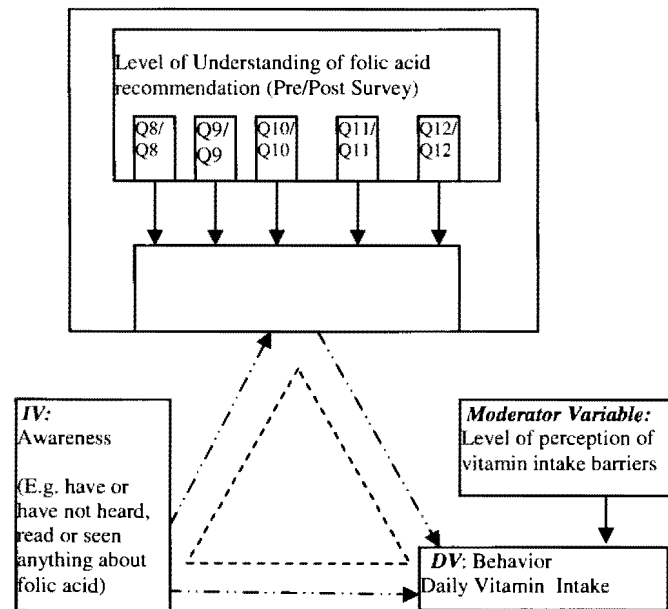 Level of Understanding of folic acid
recommendation (Pre/Post Survey)
Q8/ Q9/ Q10/ Q11/ Q12/
Q8 Q9 Q10 Q11 Q12
IV:
Awareness
(E.g. have or
have not heard,
read or seen
anything about
folic acid)
Moderator Variable:
Level of perception of
vitamin intake barriers
DV: Behavior
Daily Vitamin Intake